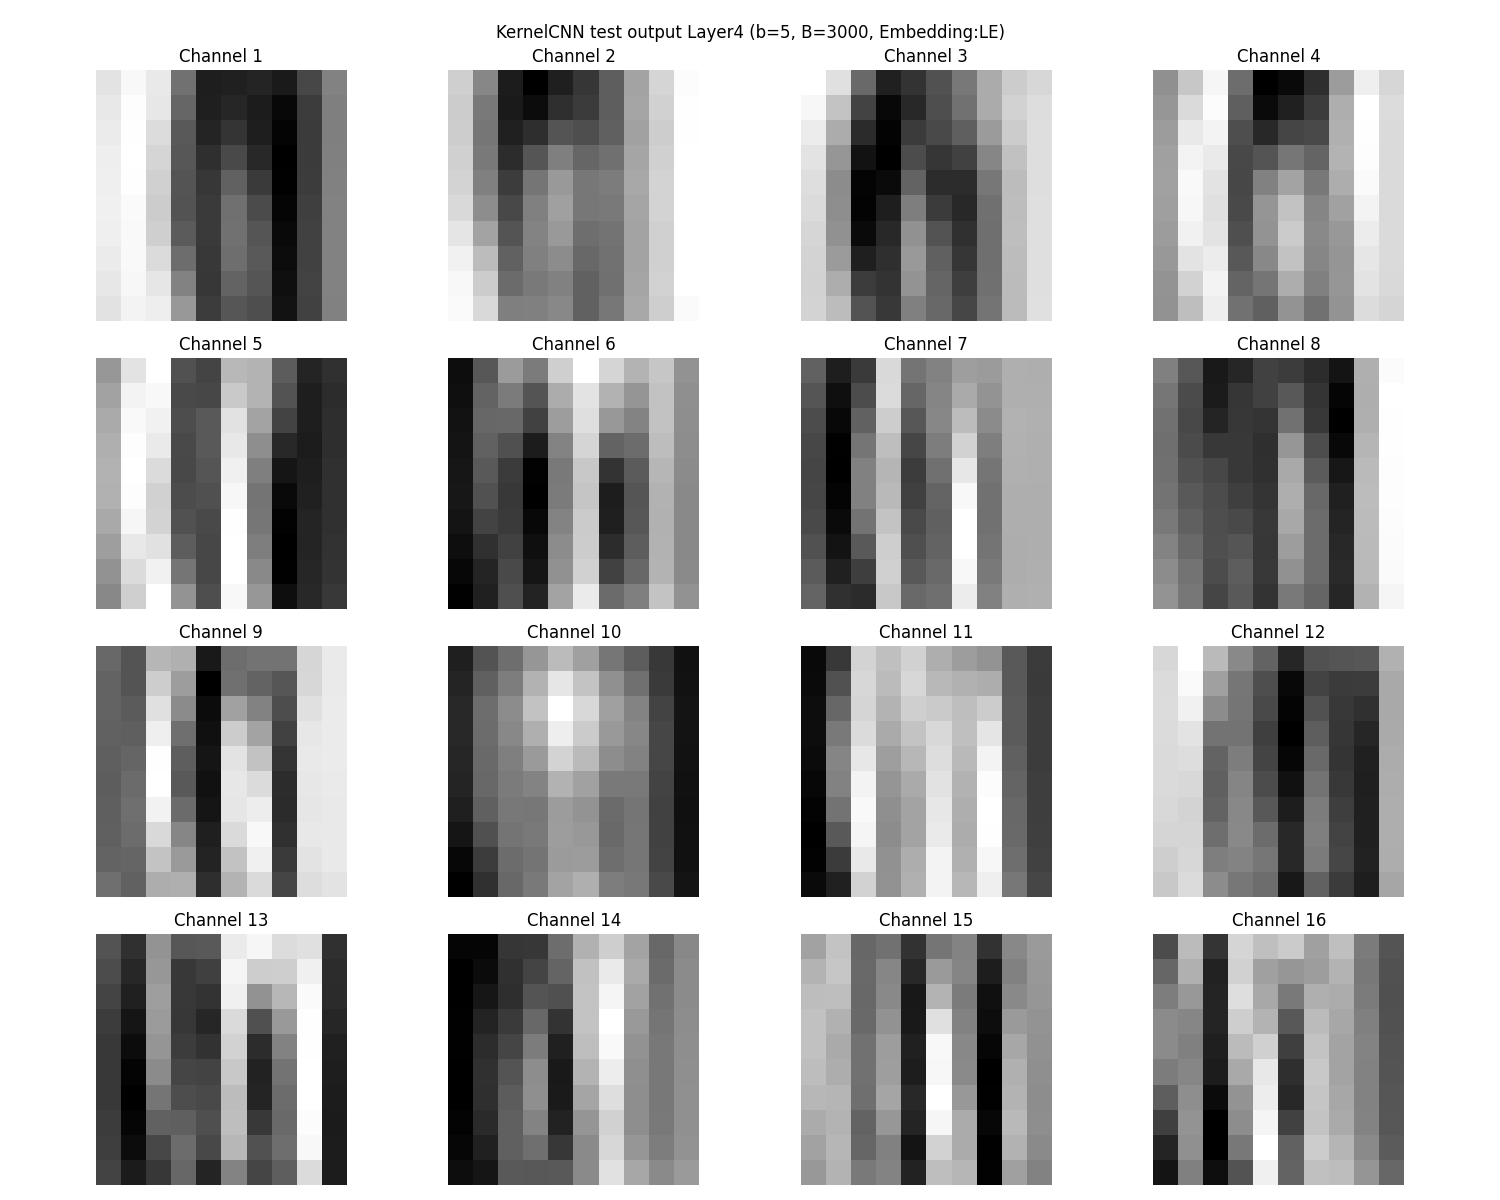 KernelCNN test output Layer4 (b=5, B=3000, Embedding:LE)
Channel 1
Channel 2
Channel 3
Channel 4
Channel 5
Channel 6
Channel 7
Channel 8
Channel 9
Channel 10
Channel 11
Channel 12
Channel 13
Channel 14
Channel 15
Channel 16